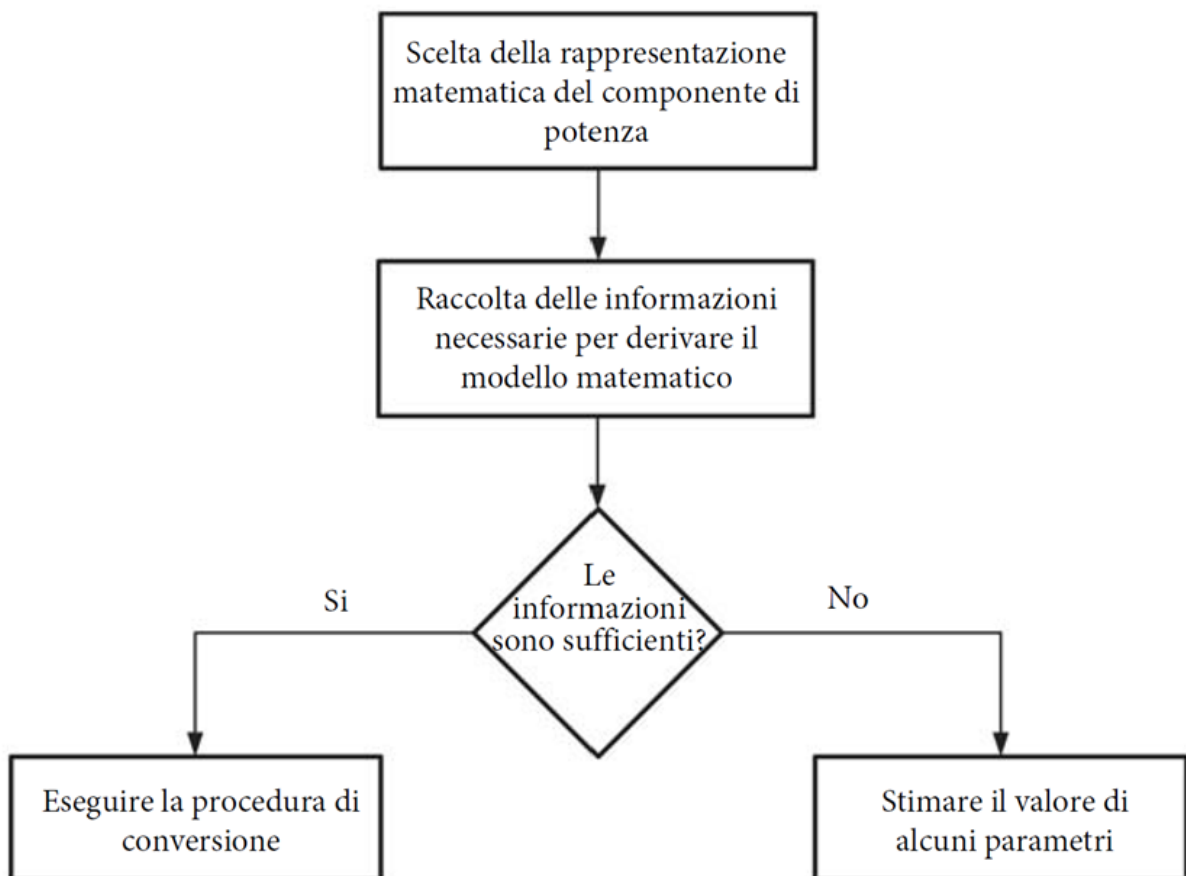 Scelta della rappresentazione
matematica del componente di
potenza
Raccolta delle informazioni
necessarie per derivare il
modello matematico
Le
informazioni
sono sufficienti?
Si
No
Eseguire la procedura di
conversione
Stimare il valore di
alcuni parametri